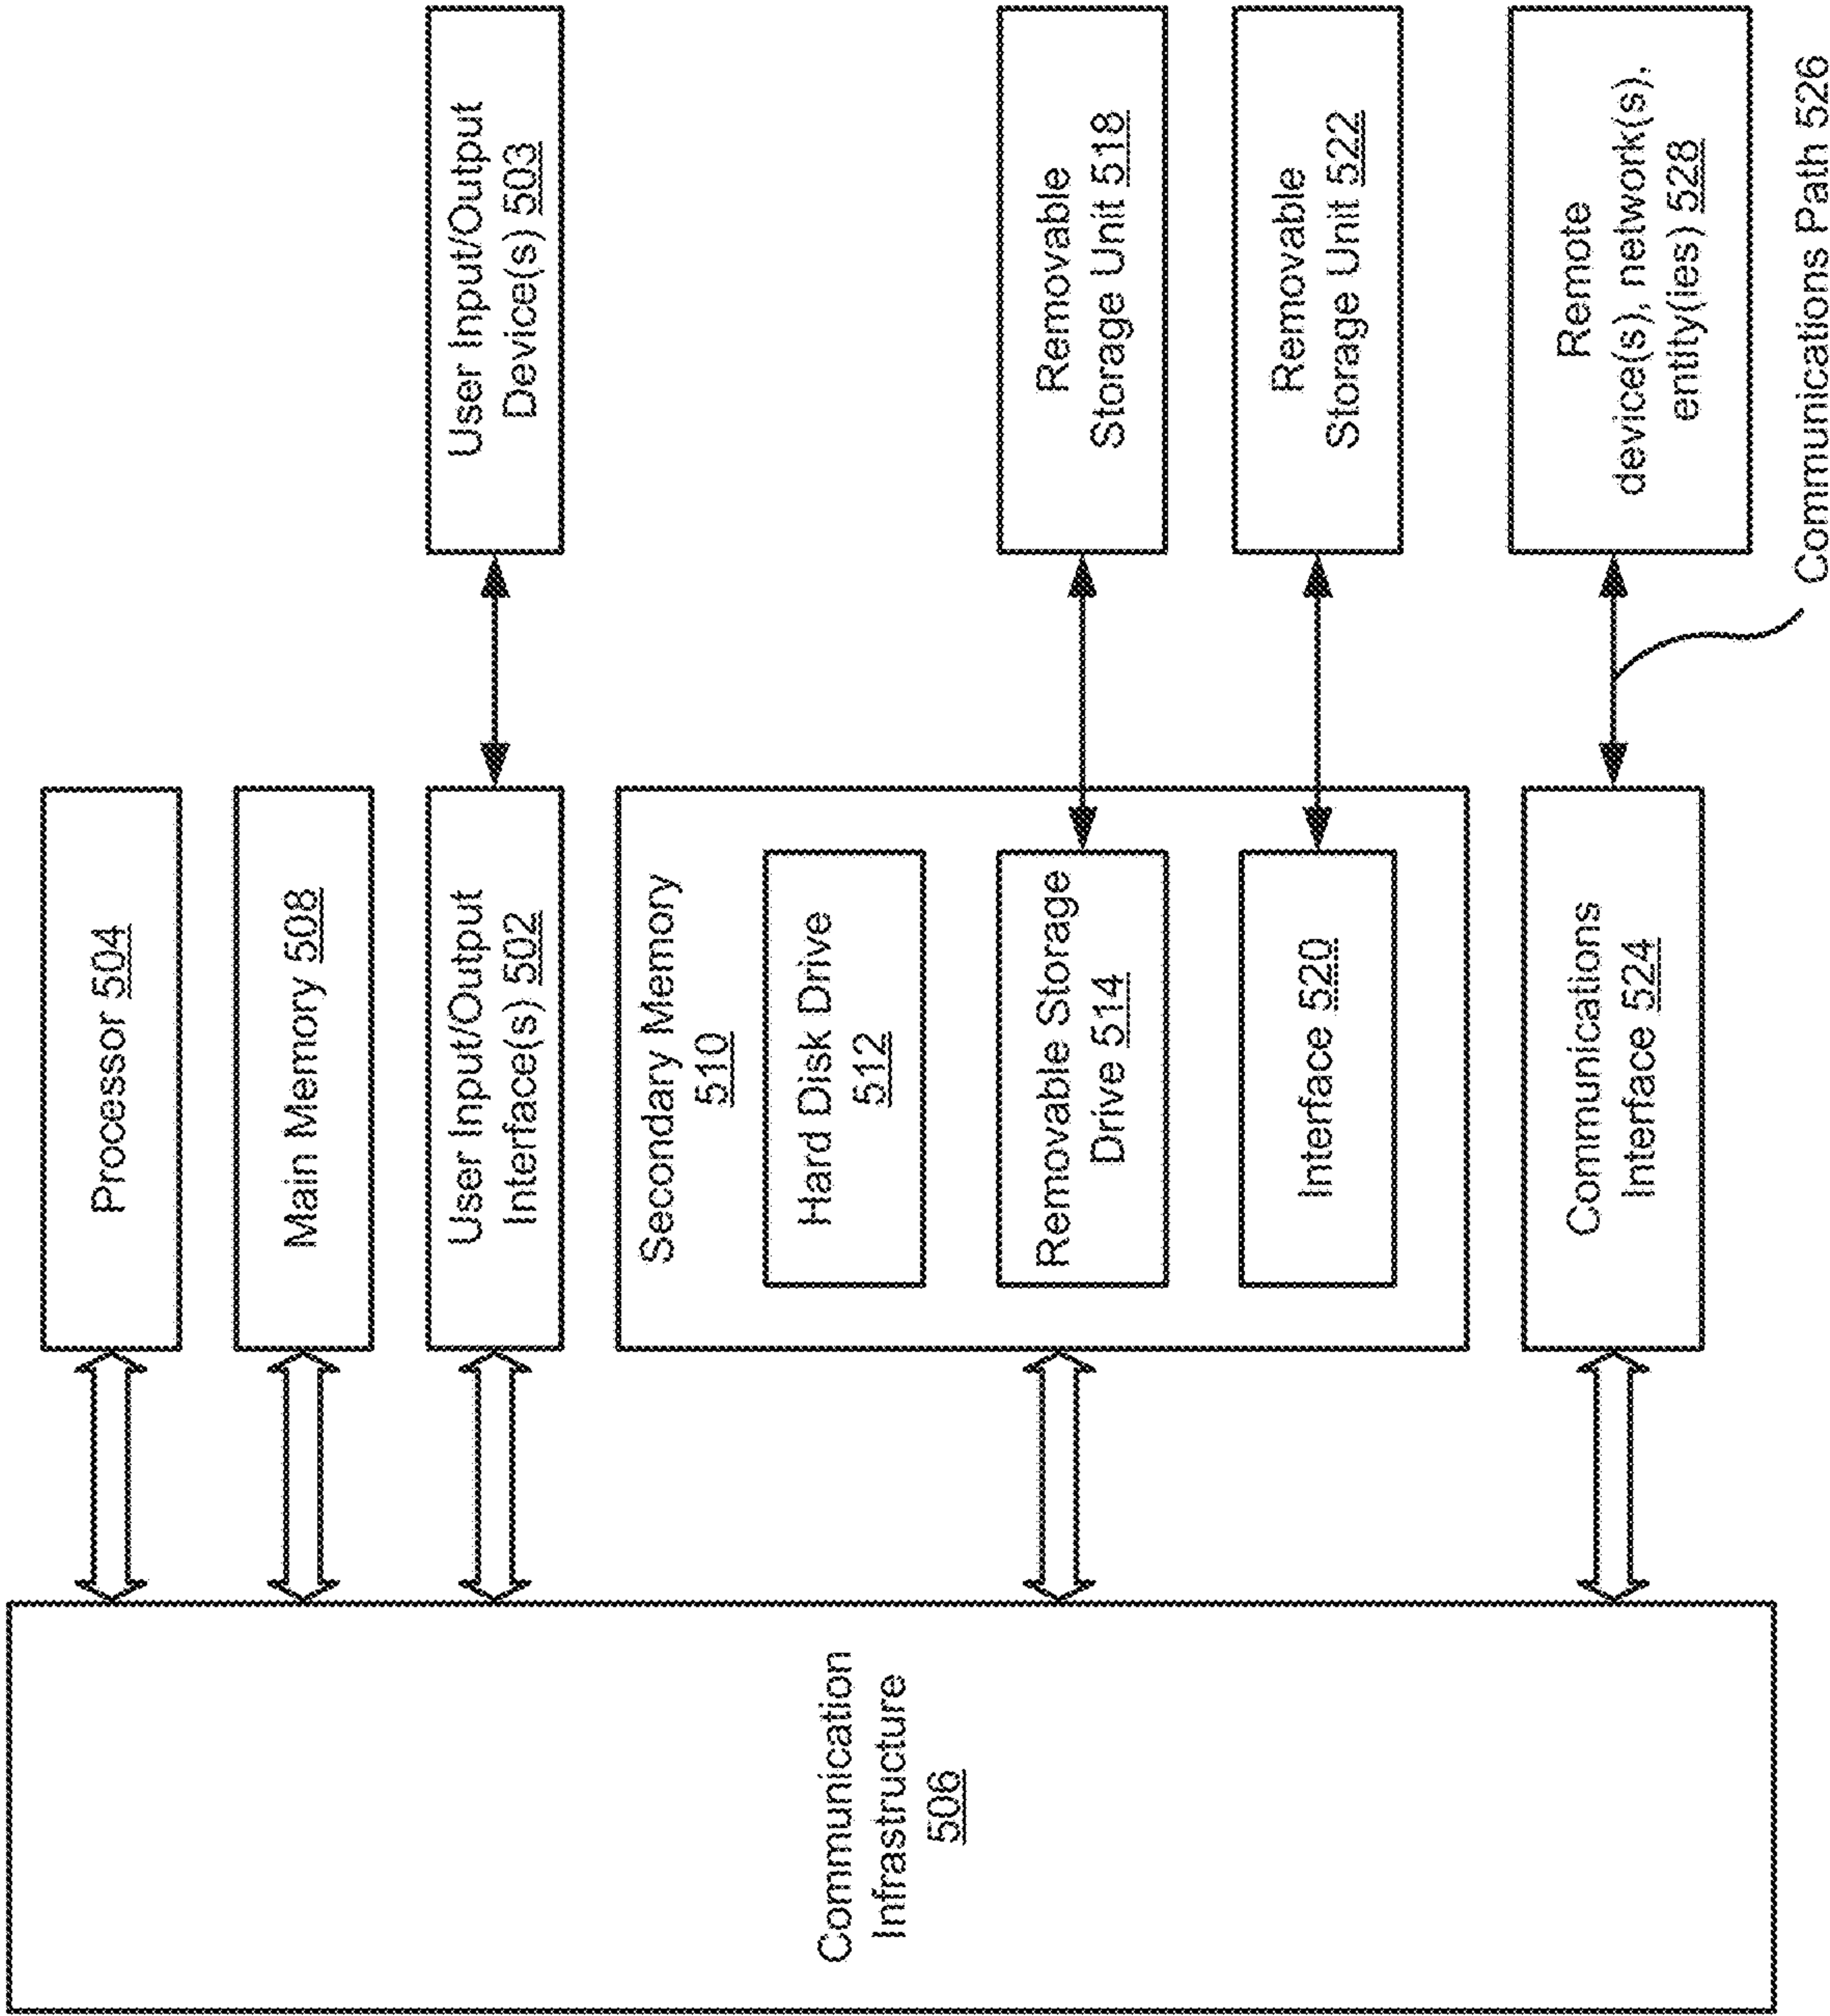 Processor 504
Main Memory 508
User Input/Output
Interface(s) 502
User Input/Output
Device(s) 503
Secondary Memory
510
Hard Disk Drive
512
Removable Storage
Drive 514
Removable
Storage Unit 518
Interface 520
Removable
Storage Unit 522
Communications
Interface 524
Remote
device(s), network(s),
entity(ies) 528
Communications Path 526
Communication
Infrastructure
506